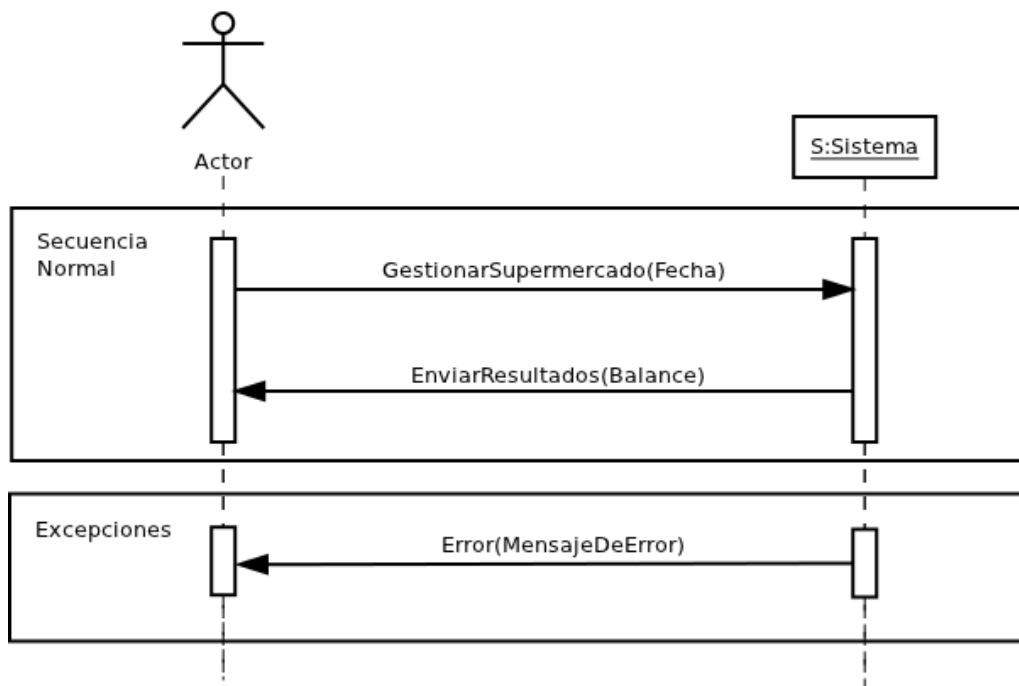 Actor
S:Sistema
Secuencia
Normal
GestionarSupermercado(Fecha)
EnviarResultados(Balance)
Excepciones
Error(MensajeDeError)